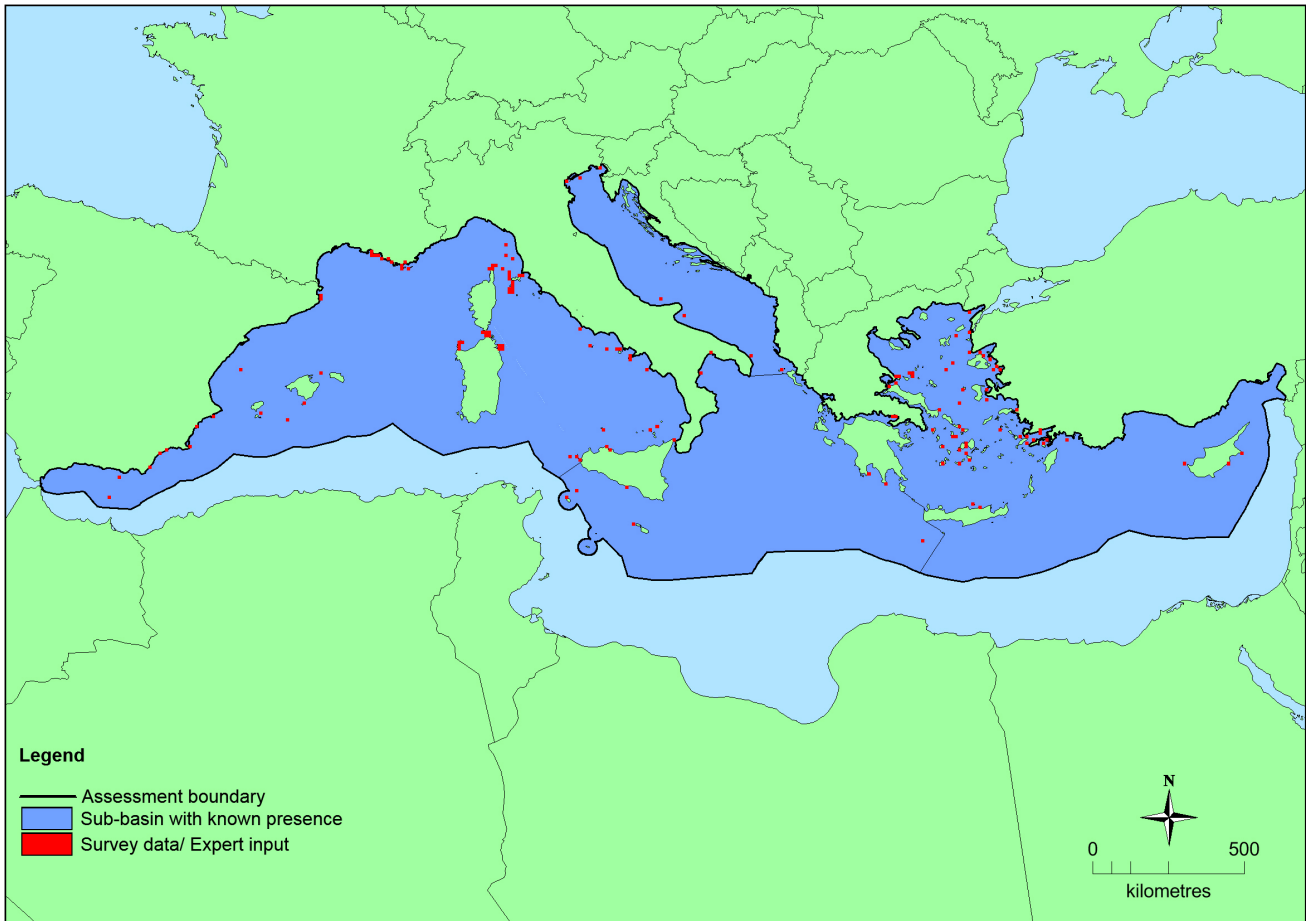 Legend
Assessment boundary
Sub-basin with known presence
Survey data/ Expert input
N
0 500
kilometres